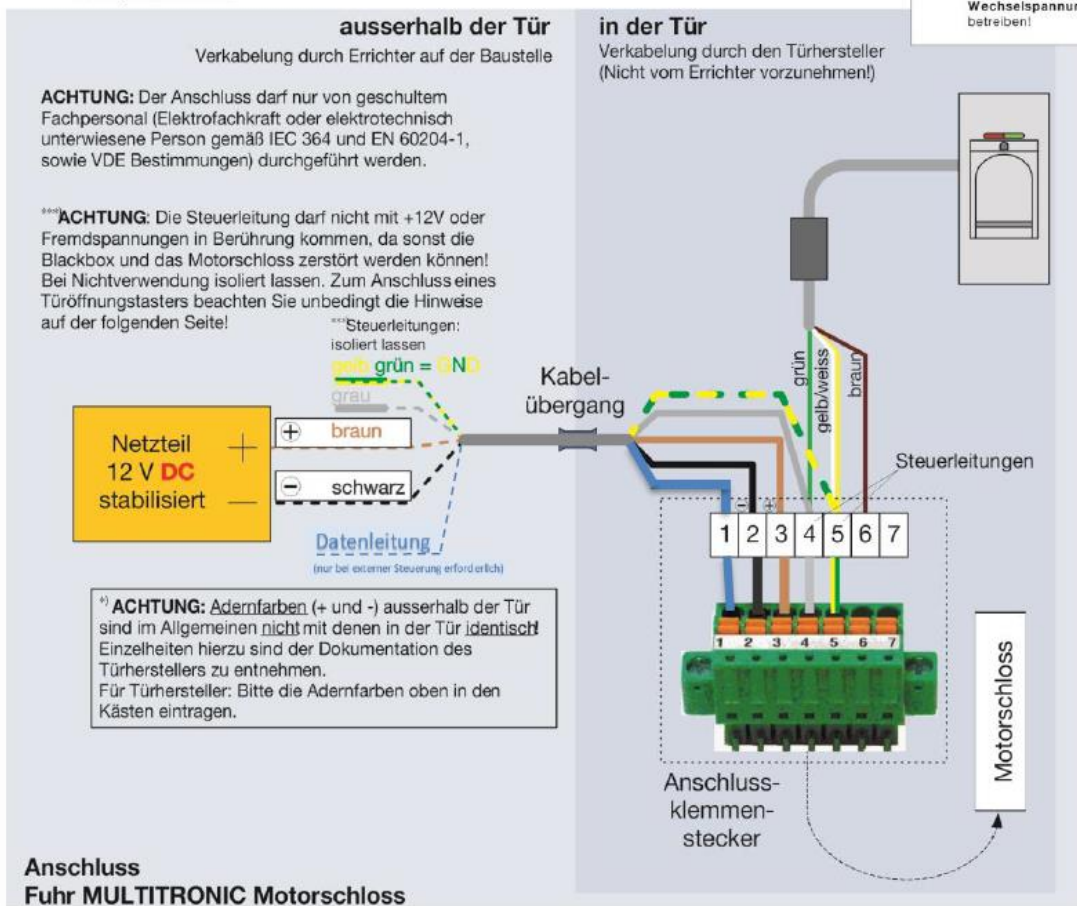 Wechselspannun
betreiben!
ausserhalb der Tür
Verkabelung durch Errichter auf der Baustelle
in der Tür
Verkabelung durch den Türhersteller
(Nicht vom Errichter vorzunehmen!)
ACHTUNG: Der Anschluss darf nur von geschultem
Fachpersonal (Elektrofachkraft oder elektrotechnisch
unterwiesene Person gemäß IEC 364 und EN 60204-1,
sowie VDE Bestimmungen) durchgeführt werden.
***)ACHTUNG: Die Steuerleitung darf nicht mit +12V oder
Fremdspannungen in Berührung kommen, da sonst die
Blackbox und das Motorschloss zerstört werden können!
Bei Nichtverwendung isoliert lassen. Zum Anschluss eines
Türöffnungstasters beachten Sie unbedingt die Hinweise
auf der folgenden Seite!
***)Steuerleitungen:
isoliert lassen
gelb grün = GND
grau
braun
schwarz
Netzteil
12 V DC
stabilisiert
+
−
Datenleitung
(nur bei externer Steuerung erforderlich)
Kabel-
übergang
grün
gelb/weiss
braun
Steuerleitungen
- +
1 2 3 4 5 6 7
1 2 3 4 5 6 7
*) ACHTUNG: Adernfarben (+ und -) ausserhalb der Tür
sind im Allgemeinen nicht mit denen in der Tür identisch!
Einzelheiten hierzu sind der Dokumentation des
Türherstellers zu entnehmen.
Für Türhersteller: Bitte die Adernfarben oben in den
Kästen eintragen.
Anschluss-
klemmen-
stecker
Motorschloss
Anschluss
Fuhr MULTITRONIC Motorschloss